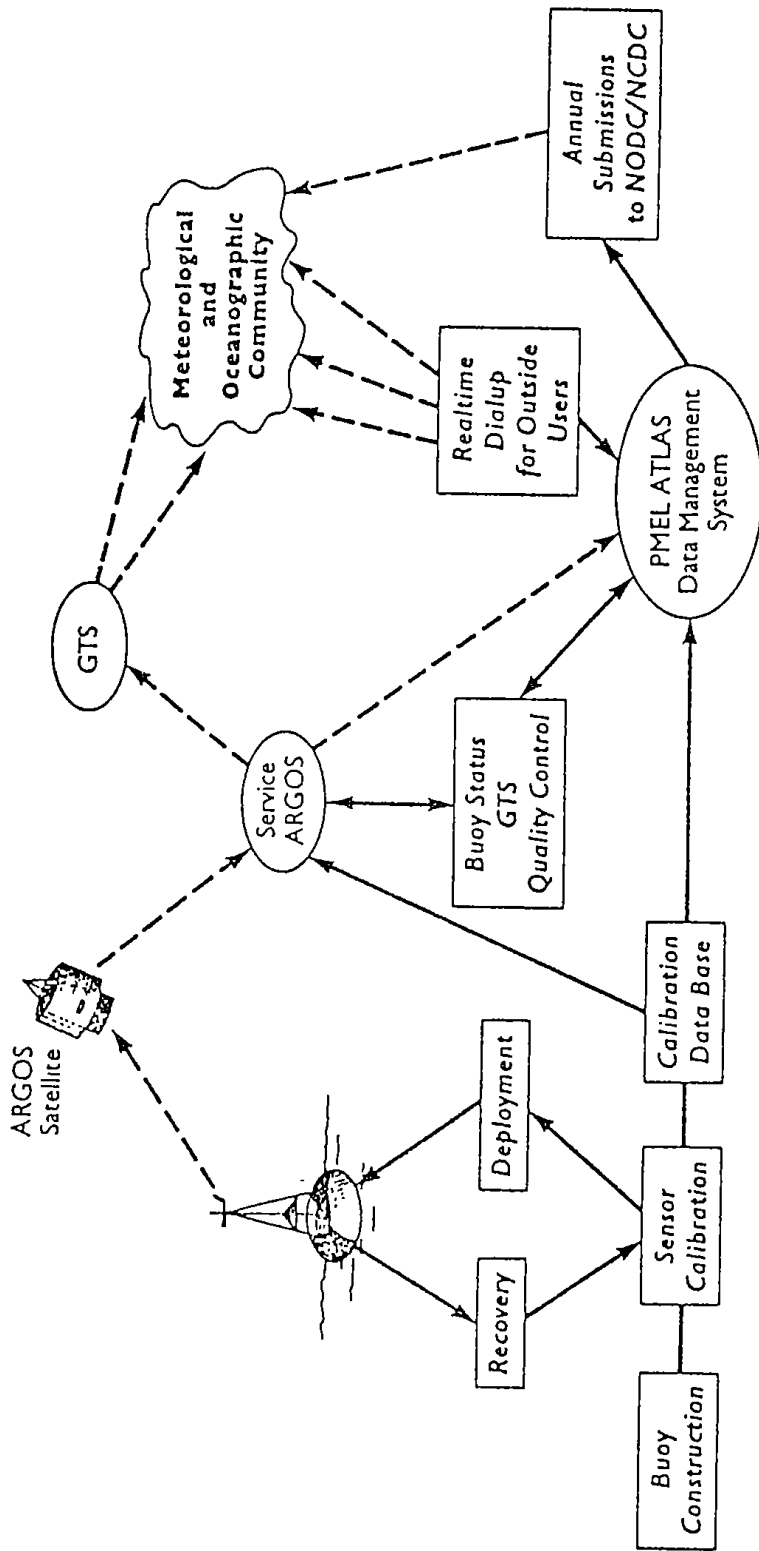 ARGOS
Satellite
GTS
Meteorological
and
Oceanographic
Community
Service
ARGOS
Recovery
Deployment
Buoy Status
GTS
Quality Control
Realtime
Dialup
for Outside
Users
Annual
Submissions
to NODC/NCDC
Buoy
Construction
Sensor
Calibration
Calibration
Data Base
PMEL ATLAS
Data Management
System